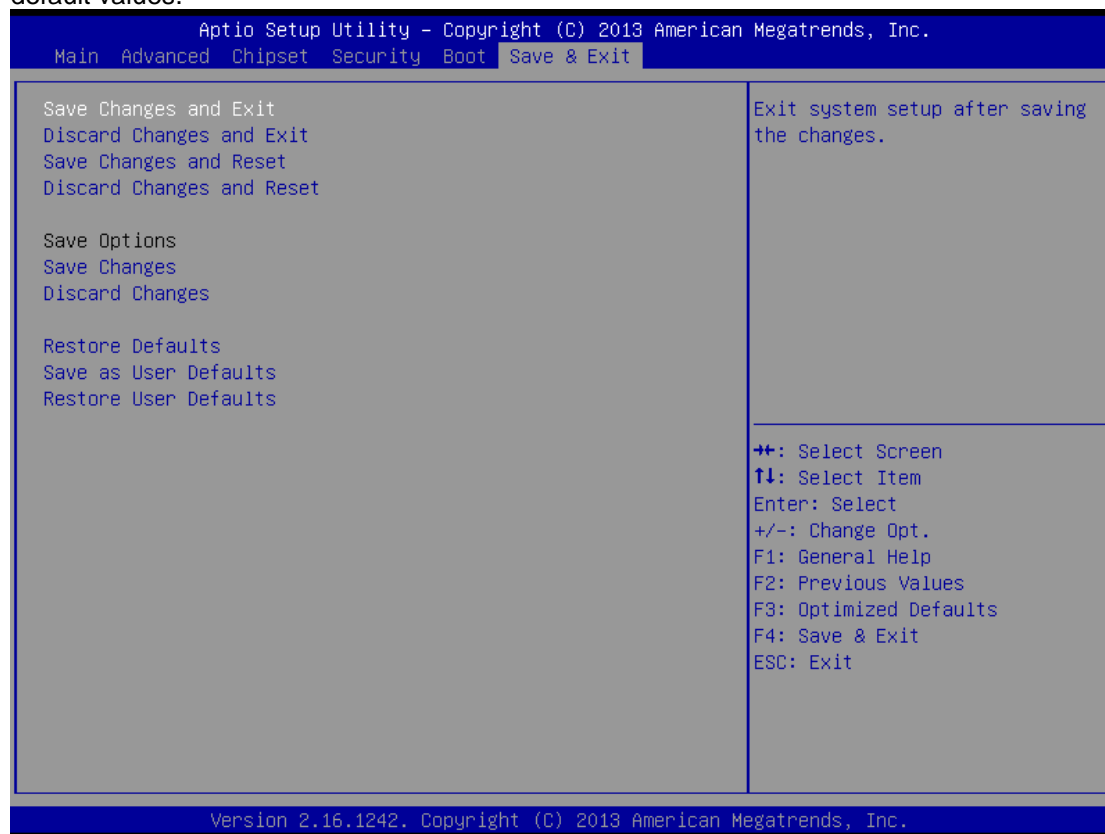 default values.
Aptio Setup Utility – Copyright (C) 2013 American Megatrends, Inc.
Main Advanced Chipset Security Boot Save & Exit
Save Changes and Exit
Discard Changes and Exit
Save Changes and Reset
Discard Changes and Reset
Save Options
Save Changes
Discard Changes
Restore Defaults
Save as User Defaults
Restore User Defaults
Exit system setup after saving
the changes.
→←: Select Screen
↑↓: Select Item
Enter: Select
+/-: Change Opt.
F1: General Help
F2: Previous Values
F3: Optimized Defaults
F4: Save & Exit
ESC: Exit
Version 2.16.1242. Copyright (C) 2013 American Megatrends, Inc.